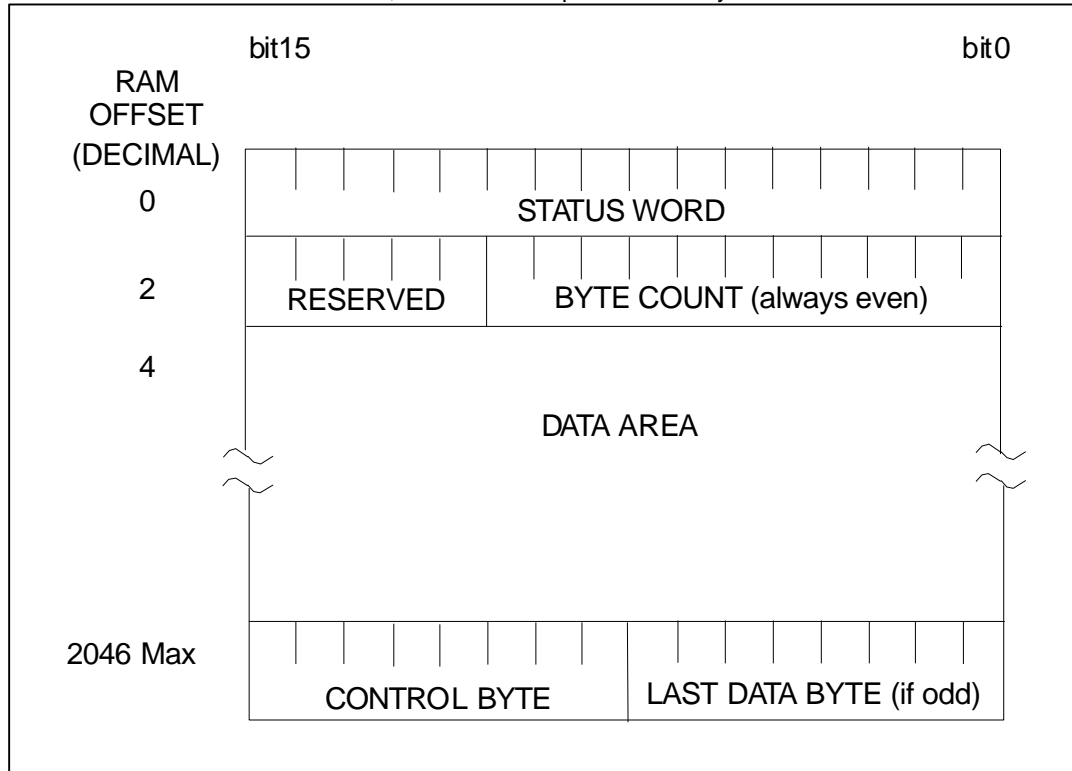 bit15 bit0
RAM
OFFSET
(DECIMAL)
0 STATUS WORD
2 RESERVED BYTE COUNT (always even)
4
DATA AREA
2046 Max
CONTROL BYTE LAST DATA BYTE (if odd)